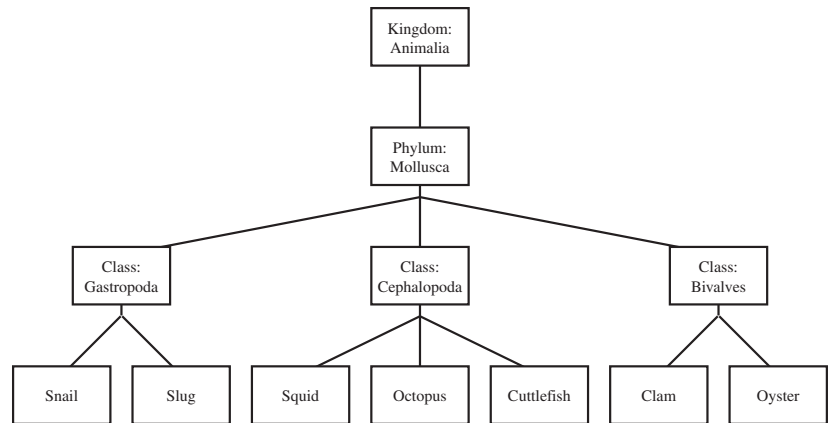 Kingdom:
Animalia
Phylum:
Mollusca
Class:
Gastropoda
Class:
Cephalopoda
Class:
Bivalves
Snail
Slug
Squid
Octopus
Cuttlefish
Clam
Oyster